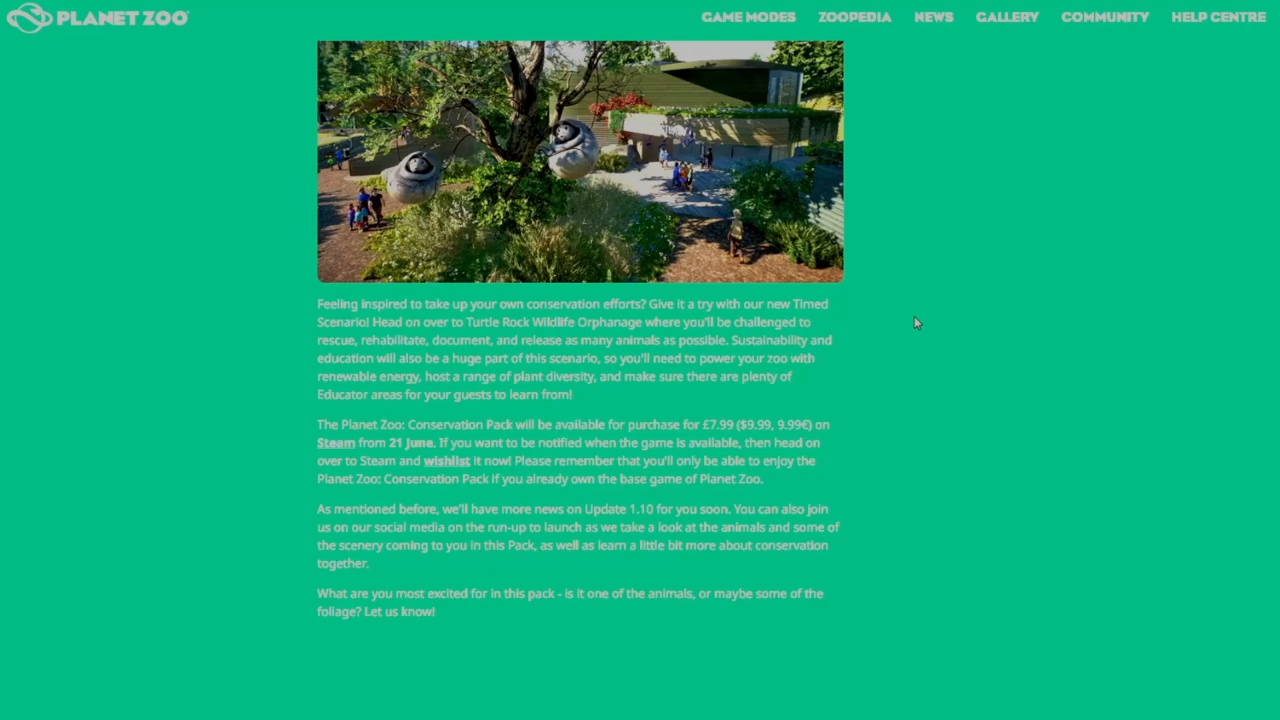 PLANET ZOO
GAME MODES ZOOPEDIA NEWS GALLERY COMMUNITY HELP CENTRE
Feeling inspired to take up your own conservation efforts? Give it a try with our new Timed
Scenario! Head on over to Turtle Rock Wildlife Orphanage where you'll be challenged to
rescue, rehabilitate, document, and release as many animals as possible. Sustainability and
education will also be a huge part of this scenario, so you'll need to power your zoo with
renewable energy, host a range of plant diversity, and make sure there are plenty of
Educator areas for your guests to learn from!
The Planet Zoo: Conservation Pack will be available for purchase for £7.99 ($9.99, 9.99€) on
Steam from 21 June. If you want to be notified when the game is available, then head on
over to Steam and wishlist it now! Please remember that you'll only be able to enjoy the
Planet Zoo: Conservation Pack if you already own the base game of Planet Zoo.
As mentioned before, we'll have more news on Update 1.10 for you soon. You can also join
us on our social media on the run-up to launch as we take a look at the animals and some of
the scenery coming to you in this Pack, as well as learn a little bit more about conservation
together.
What are you most excited for in this pack - is it one of the animals, or maybe some of the
foliage? Let us know!